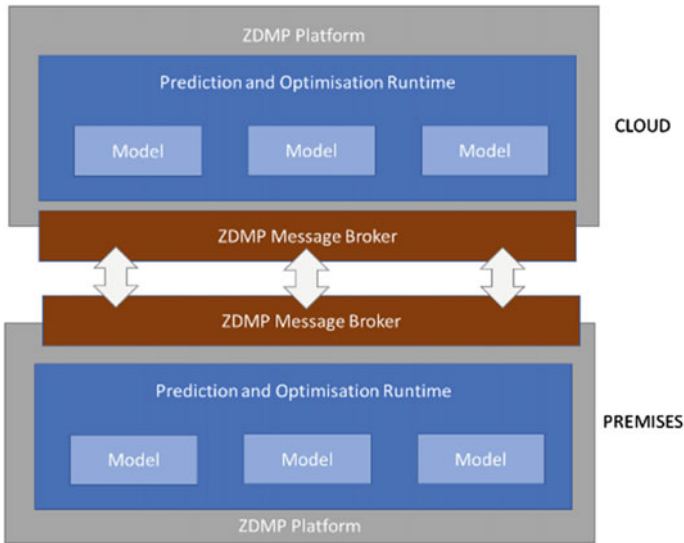 ZDMP Platform
Prediction and Optimisation Runtime
Model Model Model
CLOUD
ZDMP Message Broker
ZDMP Message Broker
Prediction and Optimisation Runtime
PREMISES
Model Model Model
ZDMP Platform